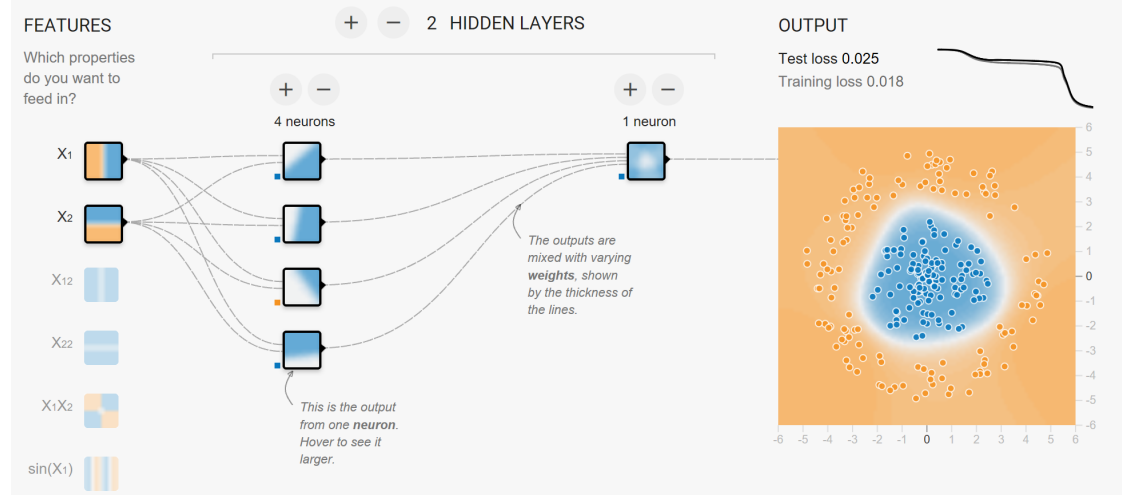 FEATURES
Which properties
do you want to
feed in?
X1
X2
X12
X22
X1X2
sin(X1)
+ − 2 HIDDEN LAYERS
+ −
4 neurons
+ −
1 neuron
This is the output
from one neuron.
Hover to see it
larger.
The outputs are
mixed with varying
weights, shown
by the thickness of
the lines.
OUTPUT
Test loss 0.025
Training loss 0.018
6
5
4
3
2
1
0
-1
-2
-3
-4
-5
-6
-6 -5 -4 -3 -2 -1 0 1 2 3 4 5 6